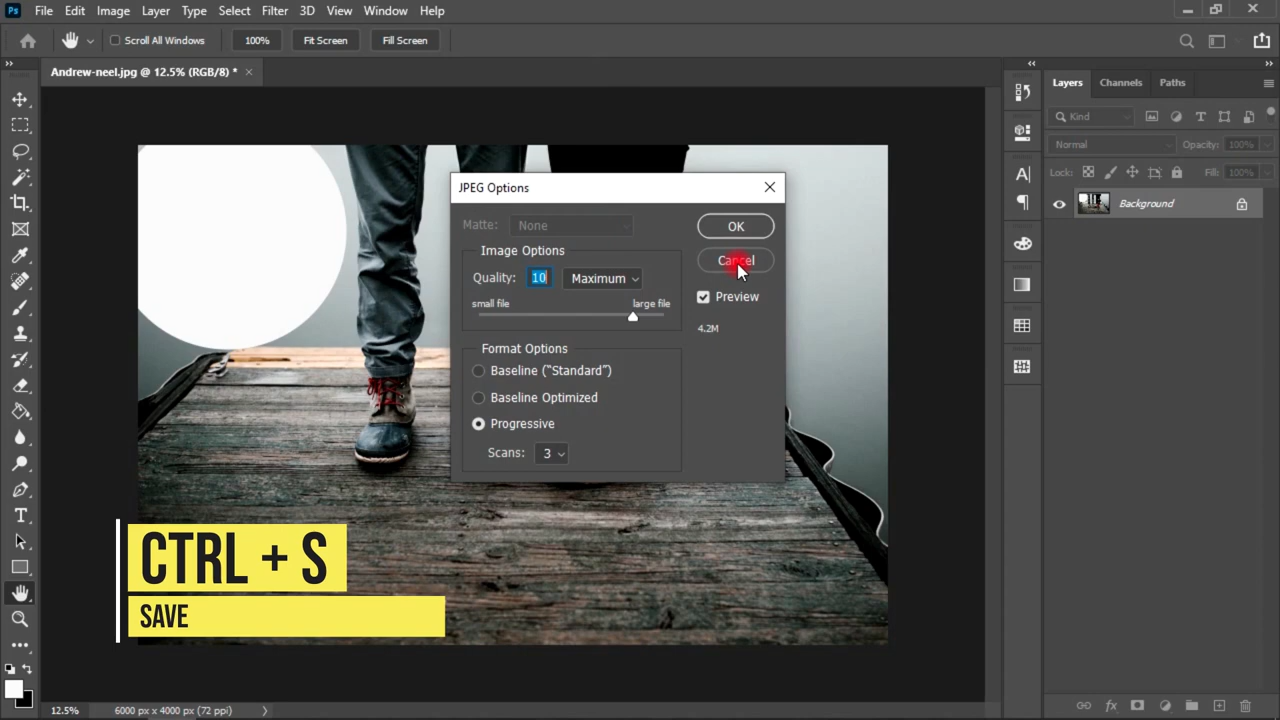 Ps File Edit Image Layer Type Select Filter 3D View Window Help
Scroll All Windows 100% Fit Screen Fill Screen
Andrew-neel.jpg @ 12.5% (RGB/8) * ×
Layers Channels Paths
Kind
Normal Opacity: 100%
Lock: Fill: 100%
Background
JPEG Options
Matte: None
OK
Image Options
Cancel
Quality: 10 Maximum
Preview
small file large file
4.2M
Format Options
Baseline ("Standard")
Baseline Optimized
Progressive
Scans: 3
CTRL + S
SAVE
12.5% 6000 px x 4000 px (72 ppi)